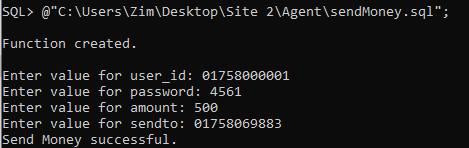 SQL> @"C:\Users\Zim\Desktop\Site 2\Agent\sendMoney.sql";
Function created.
Enter value for user_id: 01758000001
Enter value for password: 4561
Enter value for amount: 500
Enter value for sendto: 01758069883
Send Money successful.